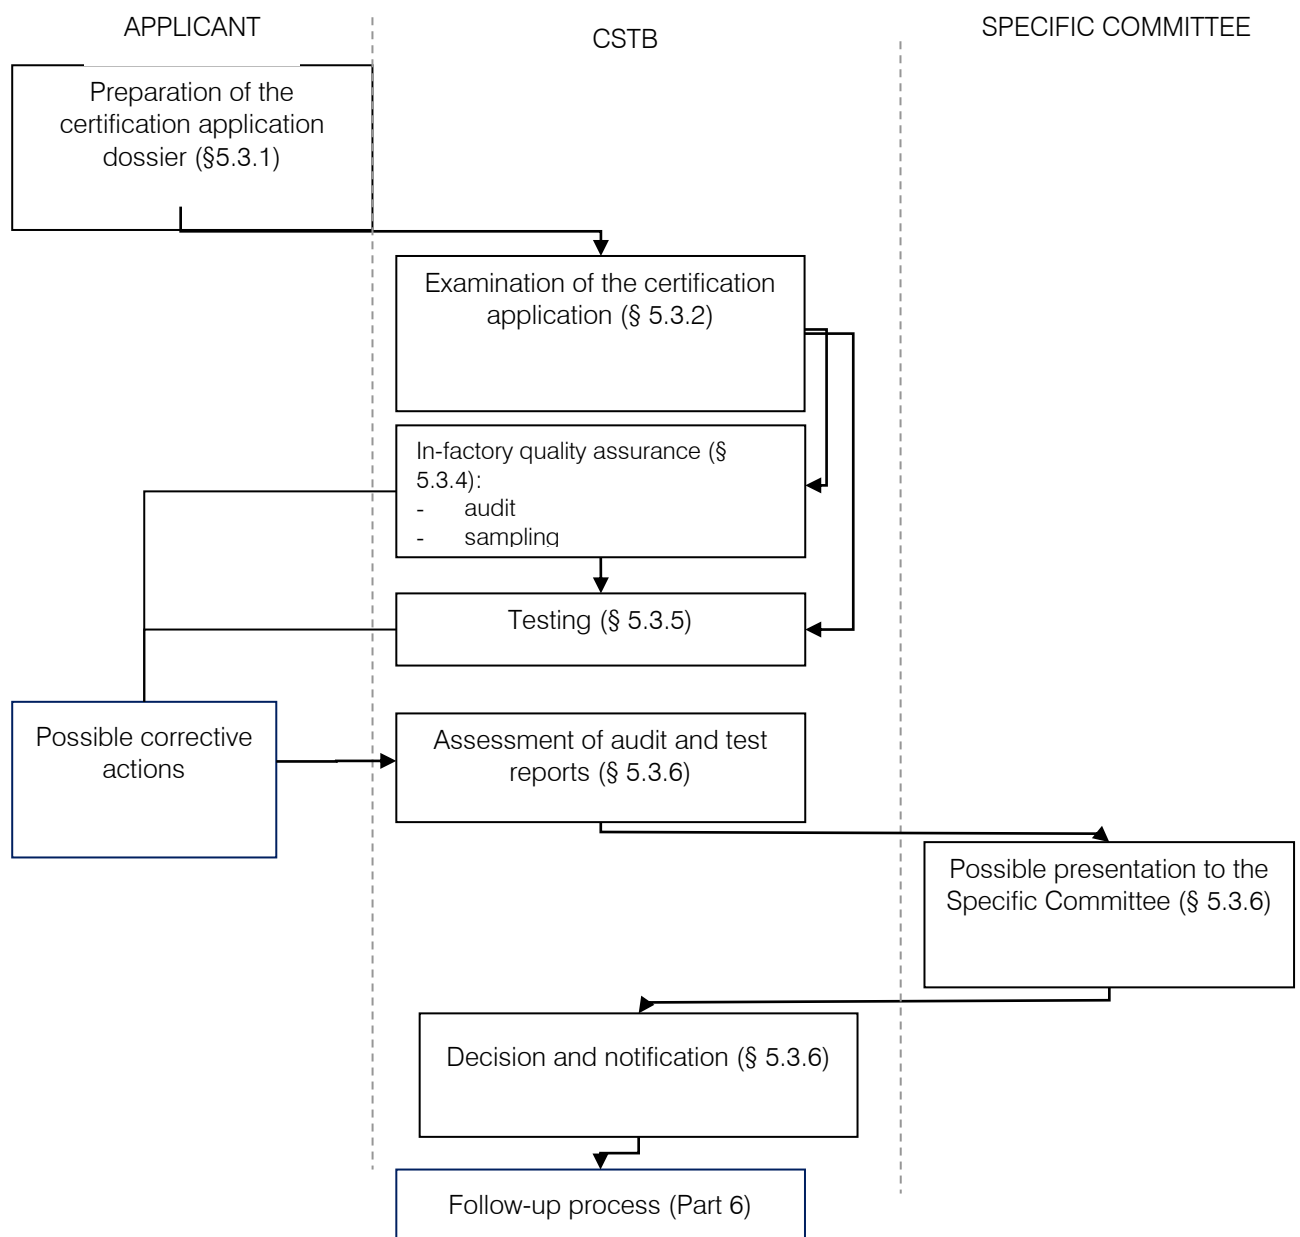 APPLICANT
CSTB
SPECIFIC COMMITTEE
Preparation of the
certification application
dossier (§5.3.1)
Examination of the certification
application (§ 5.3.2)
In-factory quality assurance (§
5.3.4):
- audit
- sampling
Testing (§ 5.3.5)
Possible corrective
actions
Assessment of audit and test
reports (§ 5.3.6)
Possible presentation to the
Specific Committee (§ 5.3.6)
Decision and notification (§ 5.3.6)
Follow-up process (Part 6)